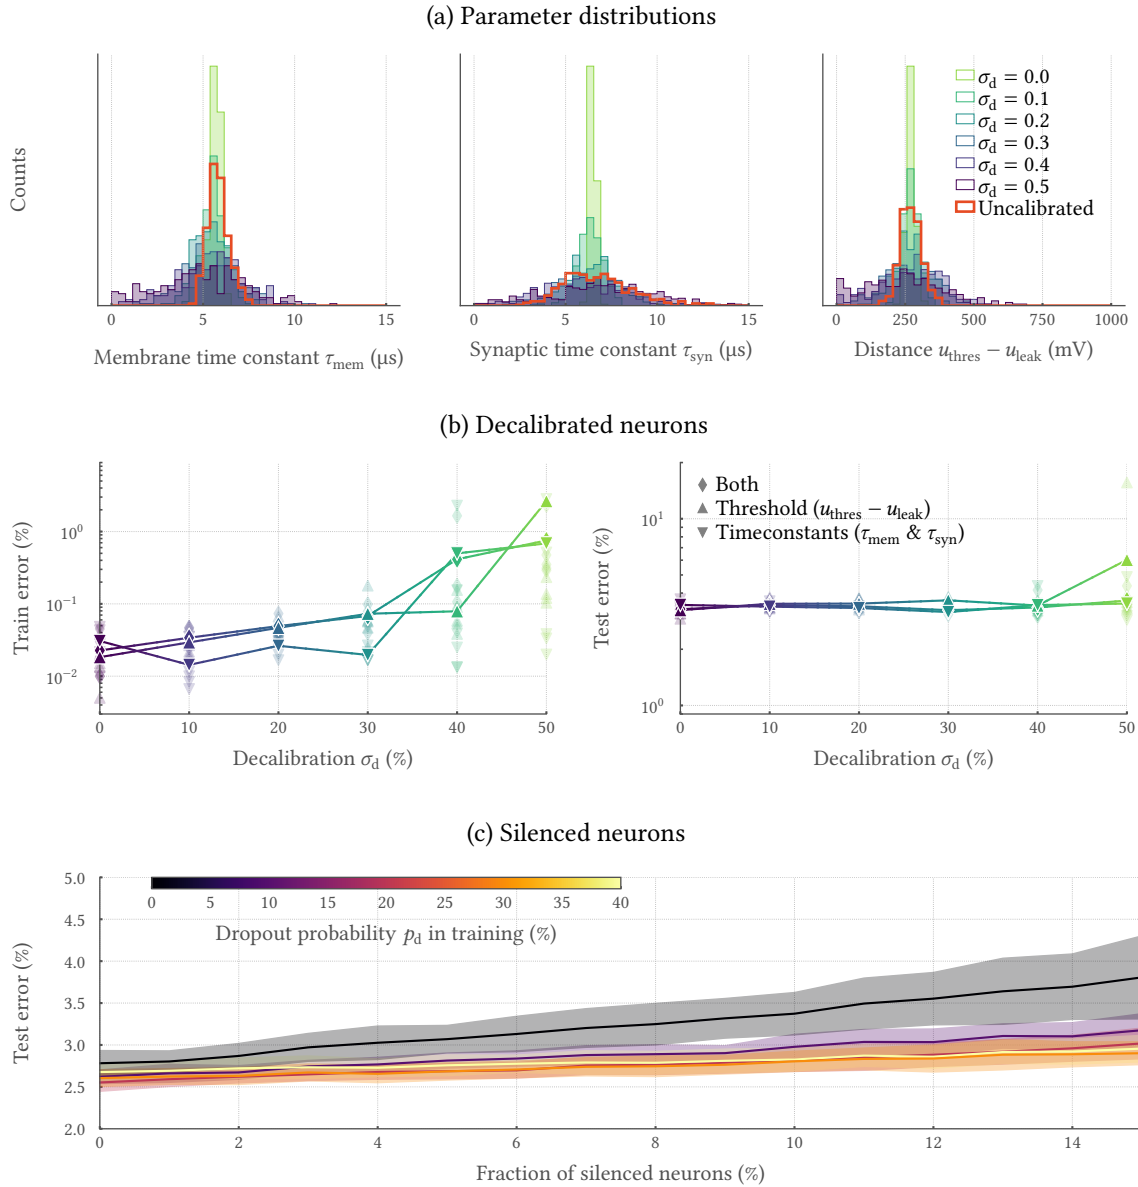 (a) Parameter distributions
Counts
σd = 0.0
σd = 0.1
σd = 0.2
σd = 0.3
σd = 0.4
σd = 0.5
Uncalibrated
0 5 10 15
0 5 10 15
0 250 500 750 1000
Membrane time constant τmem (µs)
Synaptic time constant τsyn (µs)
Distance uthres − uleak (mV)
(b) Decalibrated neurons
Train error (%)
10⁰
10⁻¹
10⁻²
0 10 20 30 40 50
Decalibration σd (%)
Test error (%)
10¹
10⁰
Both
Threshold (uthres − uleak)
Timeconstants (τmem & τsyn)
0 10 20 30 40 50
Decalibration σd (%)
(c) Silenced neurons
Test error (%)
5.0
4.5
4.0
3.5
3.0
2.5
2.0
0 5 10 15 20 25 30 35 40
Dropout probability pd in training (%)
0 2 4 6 8 10 12 14
Fraction of silenced neurons (%)